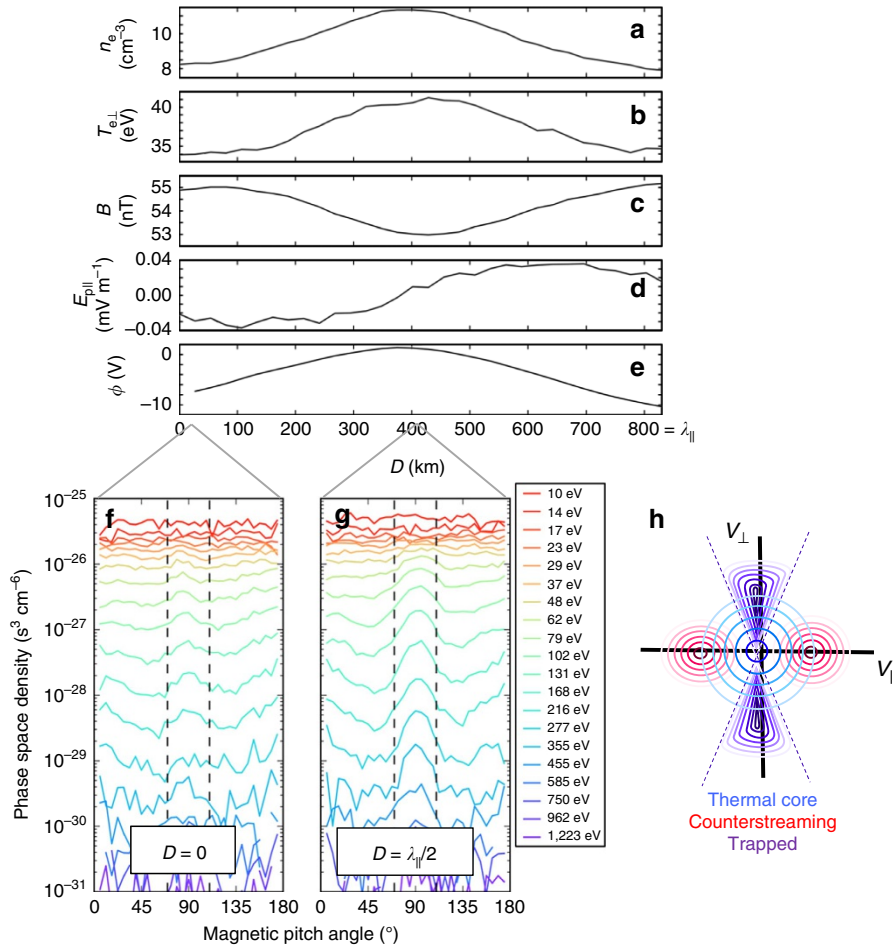 a
n_e
(cm⁻³)
10
8
b
T_e⊥
(eV)
40
35
c
B
(nT)
55
54
53
d
E_p||
(mV m⁻¹)
0.04
0.00
−0.04
e
ϕ (V)
0
−10
0 100 200 300 400 500 600 700 800 = λ_||
D (km)
f
g
h
Phase space density (s³ cm⁻⁶)
10⁻²⁵
10⁻²⁶
10⁻²⁷
10⁻²⁸
10⁻²⁹
10⁻³⁰
10⁻³¹
D = 0
D = λ_||/2
0 45 90 135 180
0 45 90 135 180
Magnetic pitch angle (°)
10 eV
14 eV
17 eV
23 eV
29 eV
37 eV
48 eV
62 eV
79 eV
102 eV
131 eV
168 eV
216 eV
277 eV
355 eV
455 eV
585 eV
750 eV
962 eV
1,223 eV
V_⊥
V_||
Thermal core
Counterstreaming
Trapped